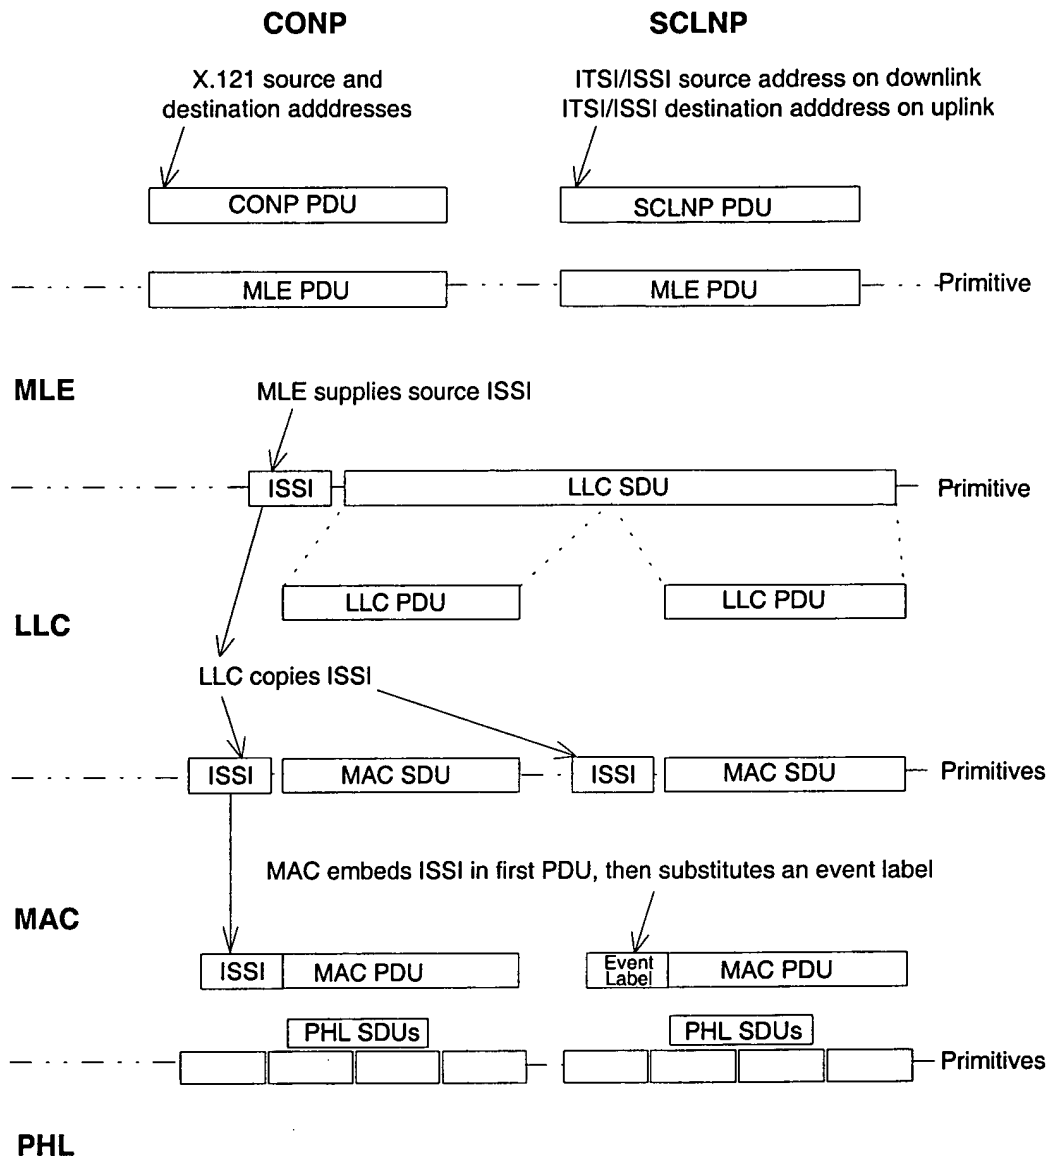 CONP SCLNP
X.121 source and
destination adddresses
ITSI/ISSI source address on downlink
ITSI/ISSI destination adddress on uplink
CONP PDU SCLNP PDU
MLE PDU MLE PDU Primitive
MLE
MLE supplies source ISSI
ISSI LLC SDU Primitive
LLC PDU LLC PDU
LLC
LLC copies ISSI
ISSI MAC SDU ISSI MAC SDU Primitives
MAC embeds ISSI in first PDU, then substitutes an event label
MAC
ISSI MAC PDU Event
Label MAC PDU
PHL SDUs PHL SDUs
Primitives
PHL